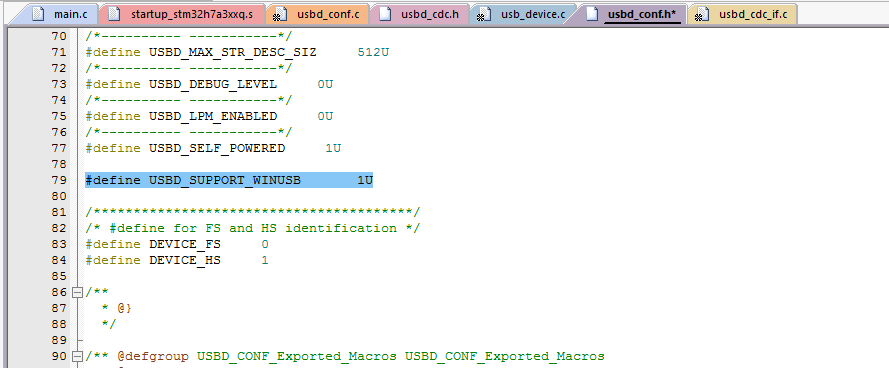 main.c startup_stm32h7a3xxq.s usbd_conf.c usbd_cdc.h usb_device.c usbd_conf.h* usbd_cdc_if.c
70 /*---------- -----------*/
71 #define USBD_MAX_STR_DESC_SIZ     512U
72 /*---------- -----------*/
73 #define USBD_DEBUG_LEVEL     0U
74 /*---------- -----------*/
75 #define USBD_LPM_ENABLED     0U
76 /*---------- -----------*/
77 #define USBD_SELF_POWERED     1U
78
79 #define USBD_SUPPORT_WINUSB       1U
80
81 /****************************************/
82 /* #define for FS and HS identification */
83 #define DEVICE_FS     0
84 #define DEVICE_HS     1
85
86 /**
87   * @}
88   */
89
90 /** @defgroup USBD_CONF_Exported_Macros USBD_CONF_Exported_Macros